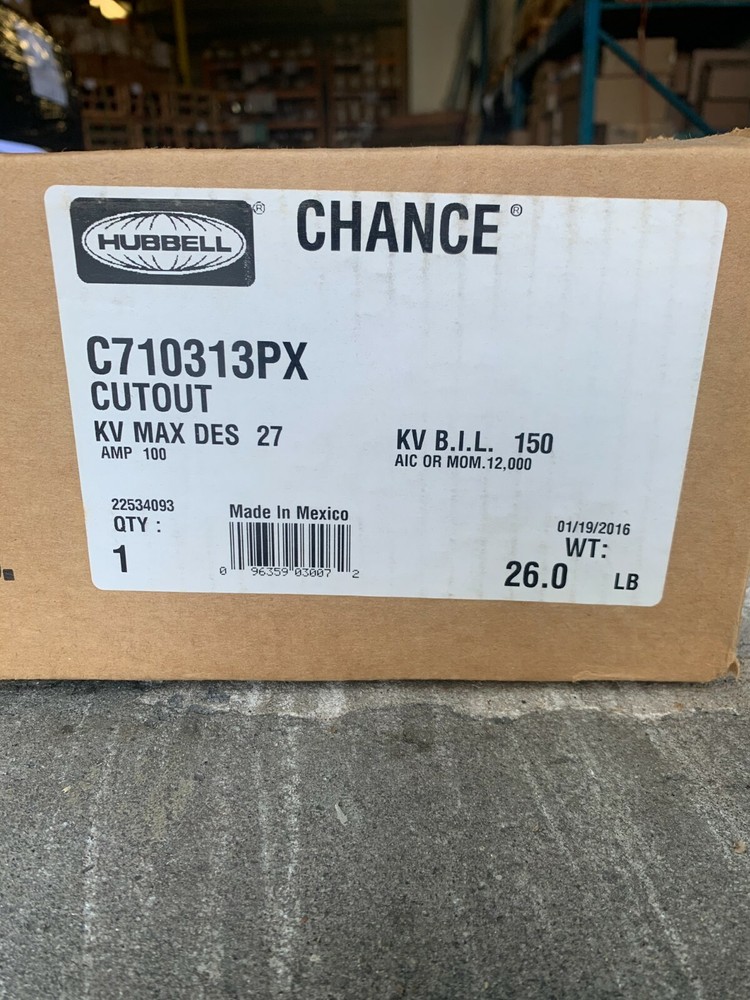 HUBBELL ®
CHANCE ®
C710313PX
CUTOUT
KV MAX DES 27
KV B.I.L. 150
AMP 100
AIC OR MOM.12,000
22534093
QTY :
1
Made In Mexico
0 96359 03007 2
01/19/2016
WT:
26.0 LB